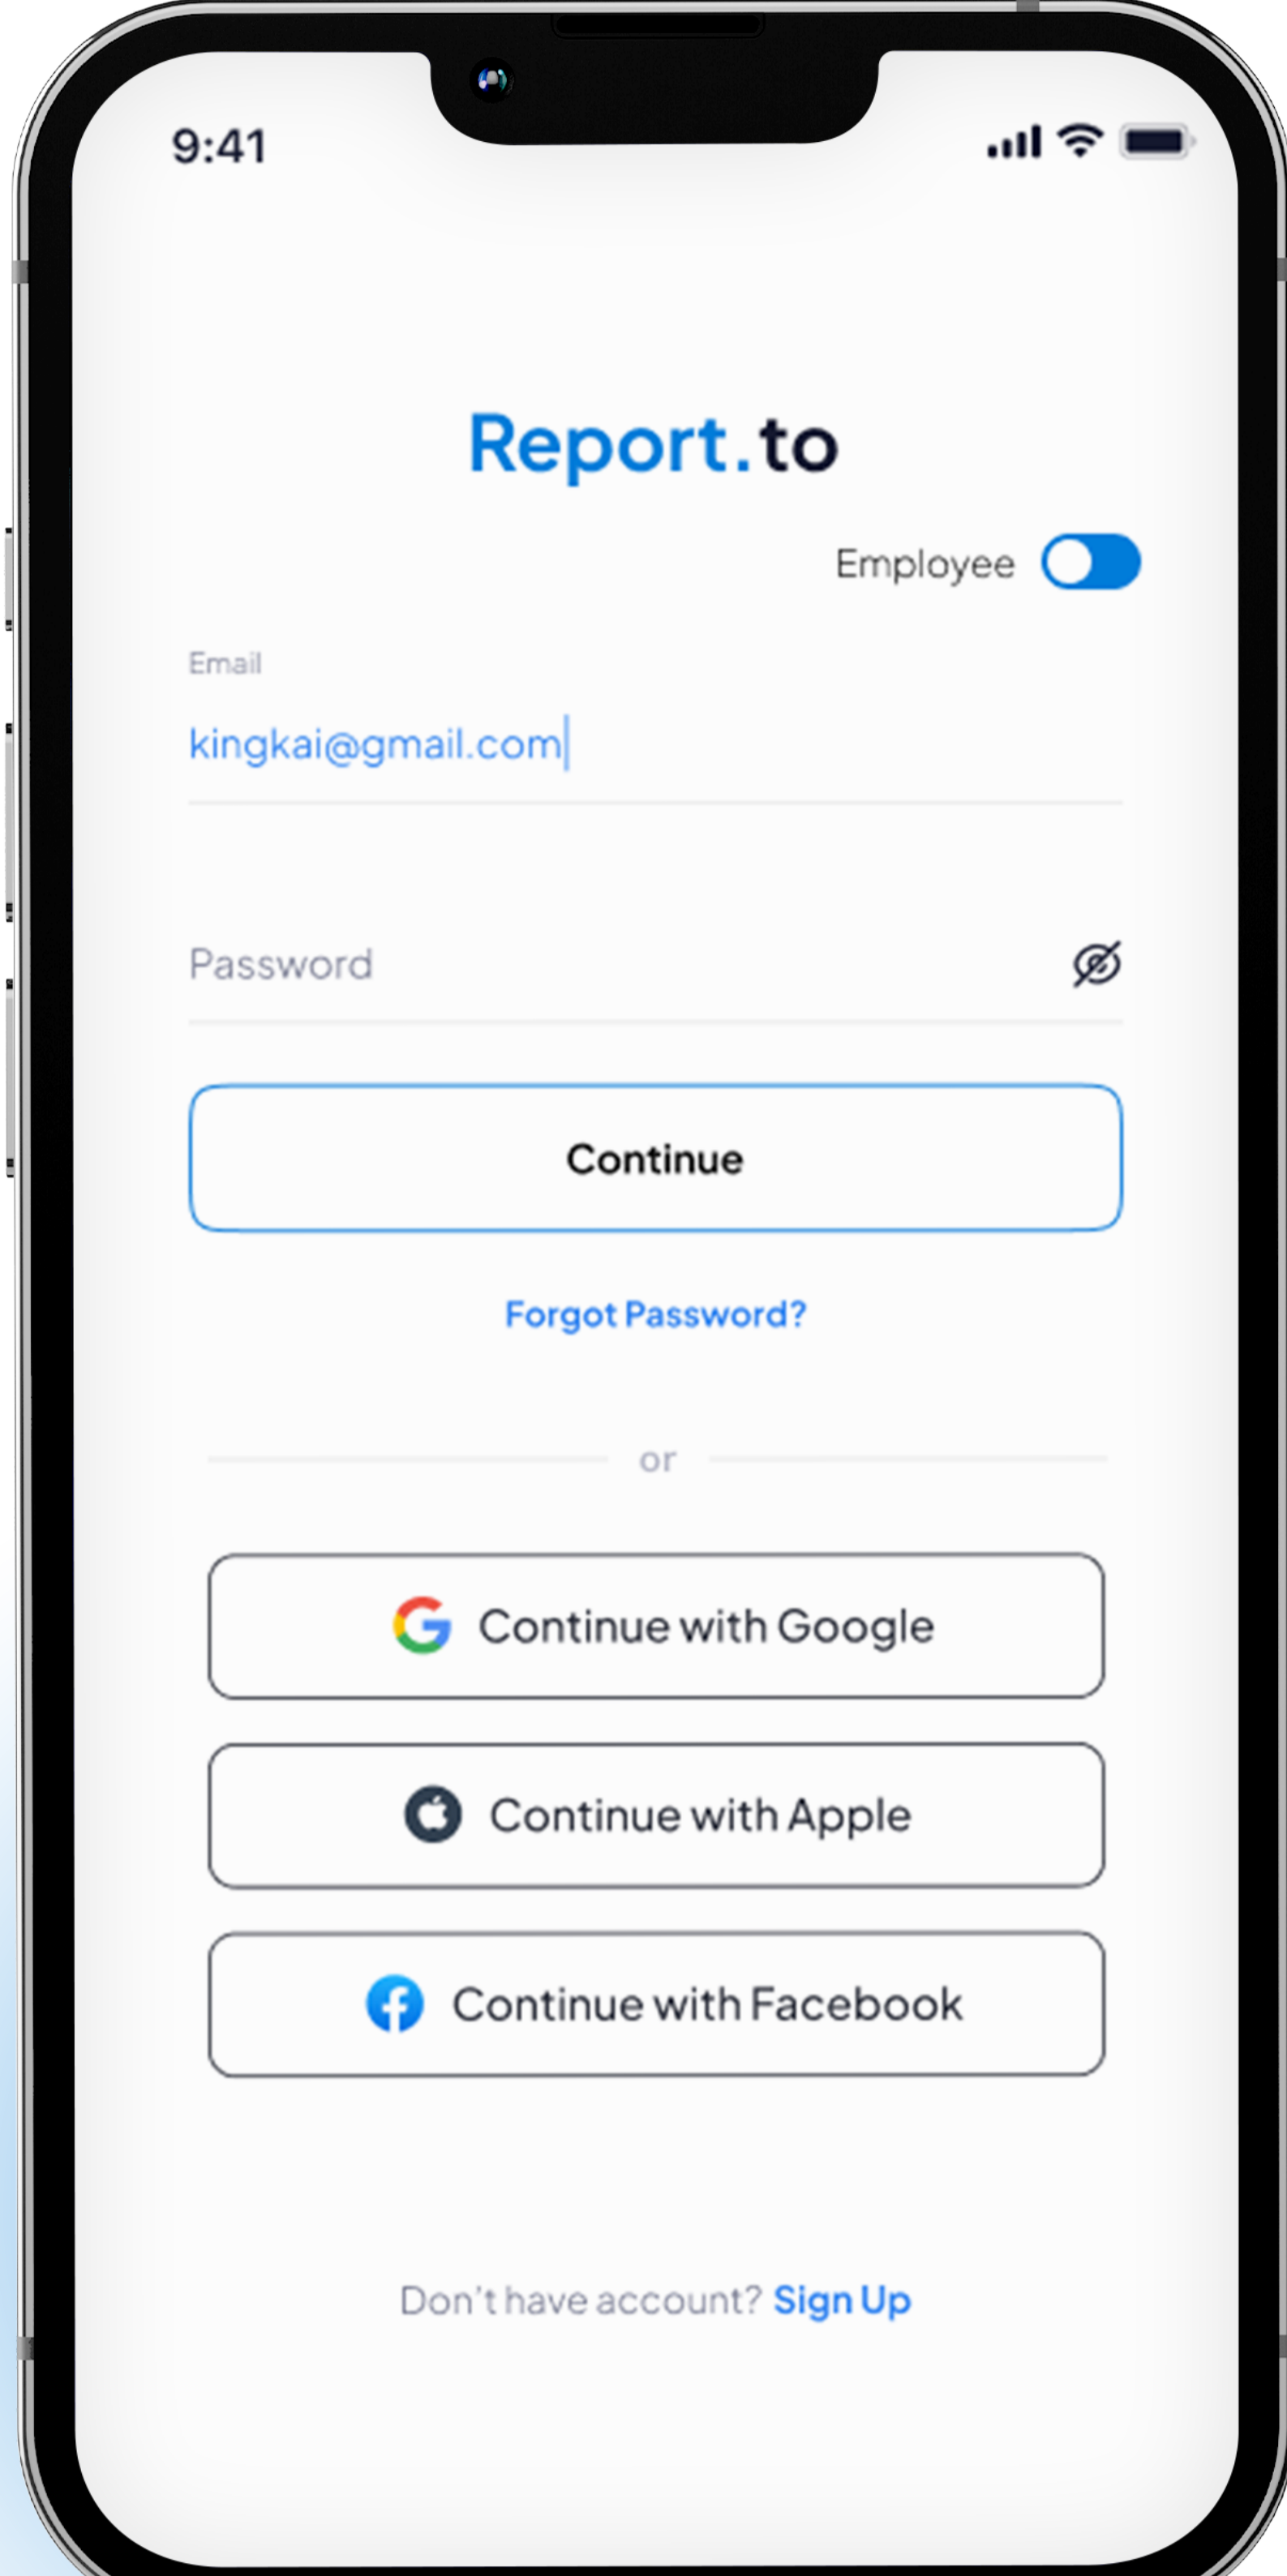 9:41
Report.to
Employee
Email
kingkai@gmail.com
Password
Continue
Forgot Password?
or
Continue with Google
Continue with Apple
Continue with Facebook
Don't have account? Sign Up